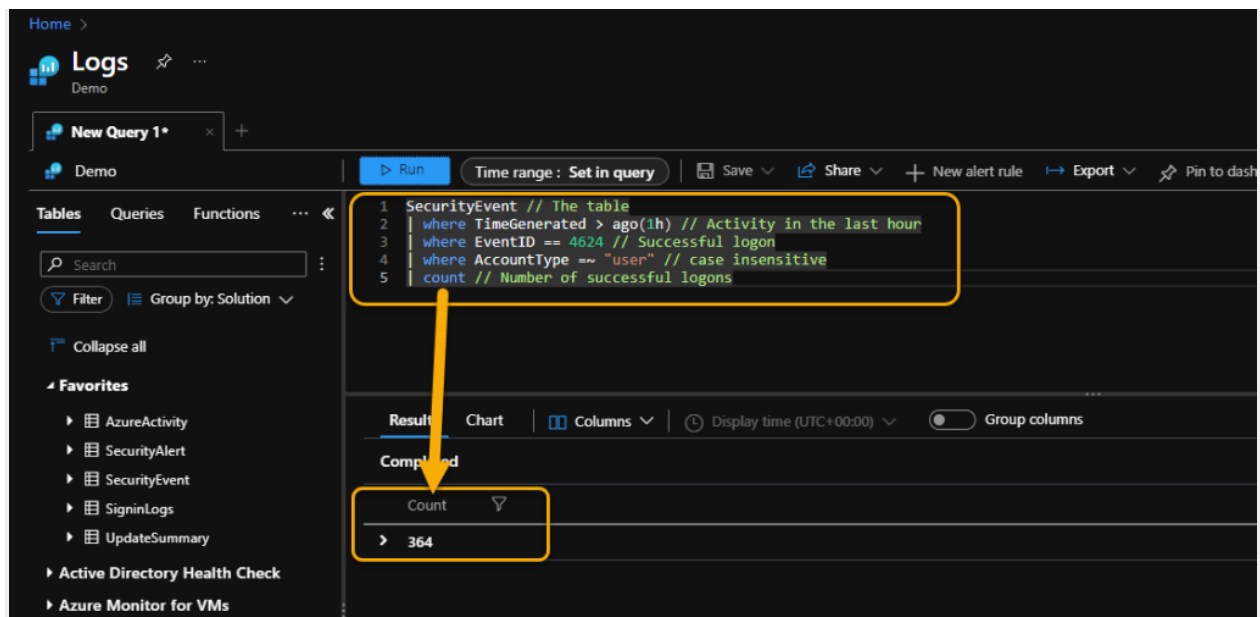 Home >
Logs ...
Demo
New Query 1* × +
Demo
Run Time range : Set in query Save Share New alert rule Export Pin to dash
Tables Queries Functions ... «
1 SecurityEvent // The table
2 | where TimeGenerated > ago(1h) // Activity in the last hour
3 | where EventID == 4624 // Successful logon
4 | where AccountType =~ "user" // case insensitive
5 | count // Number of successful logons
Search
Filter Group by: Solution
Collapse all
Favorites
AzureActivity
SecurityAlert
SecurityEvent
SigninLogs
UpdateSummary
Active Directory Health Check
Azure Monitor for VMs
Chart Columns Display time (UTC+00:00) Group columns
Count
364